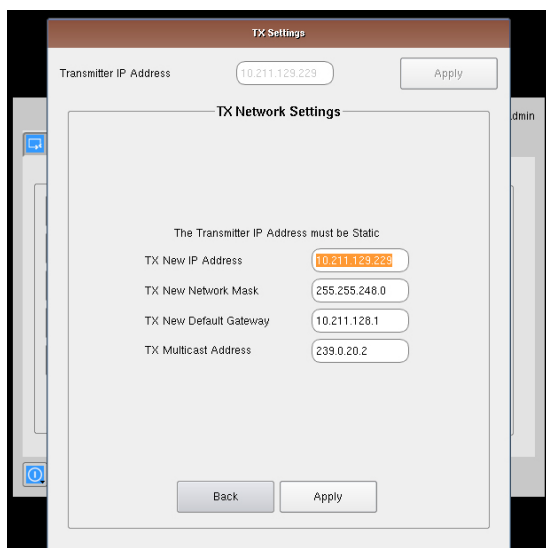 TX Settings
Transmitter IP Address 10.211.129.229 Apply
TX Network Settings
The Transmitter IP Address must be Static
TX New IP Address 10.211.129.229
TX New Network Mask 255.255.248.0
TX New Default Gateway 10.211.128.1
TX Multicast Address 239.0.20.2
Back Apply